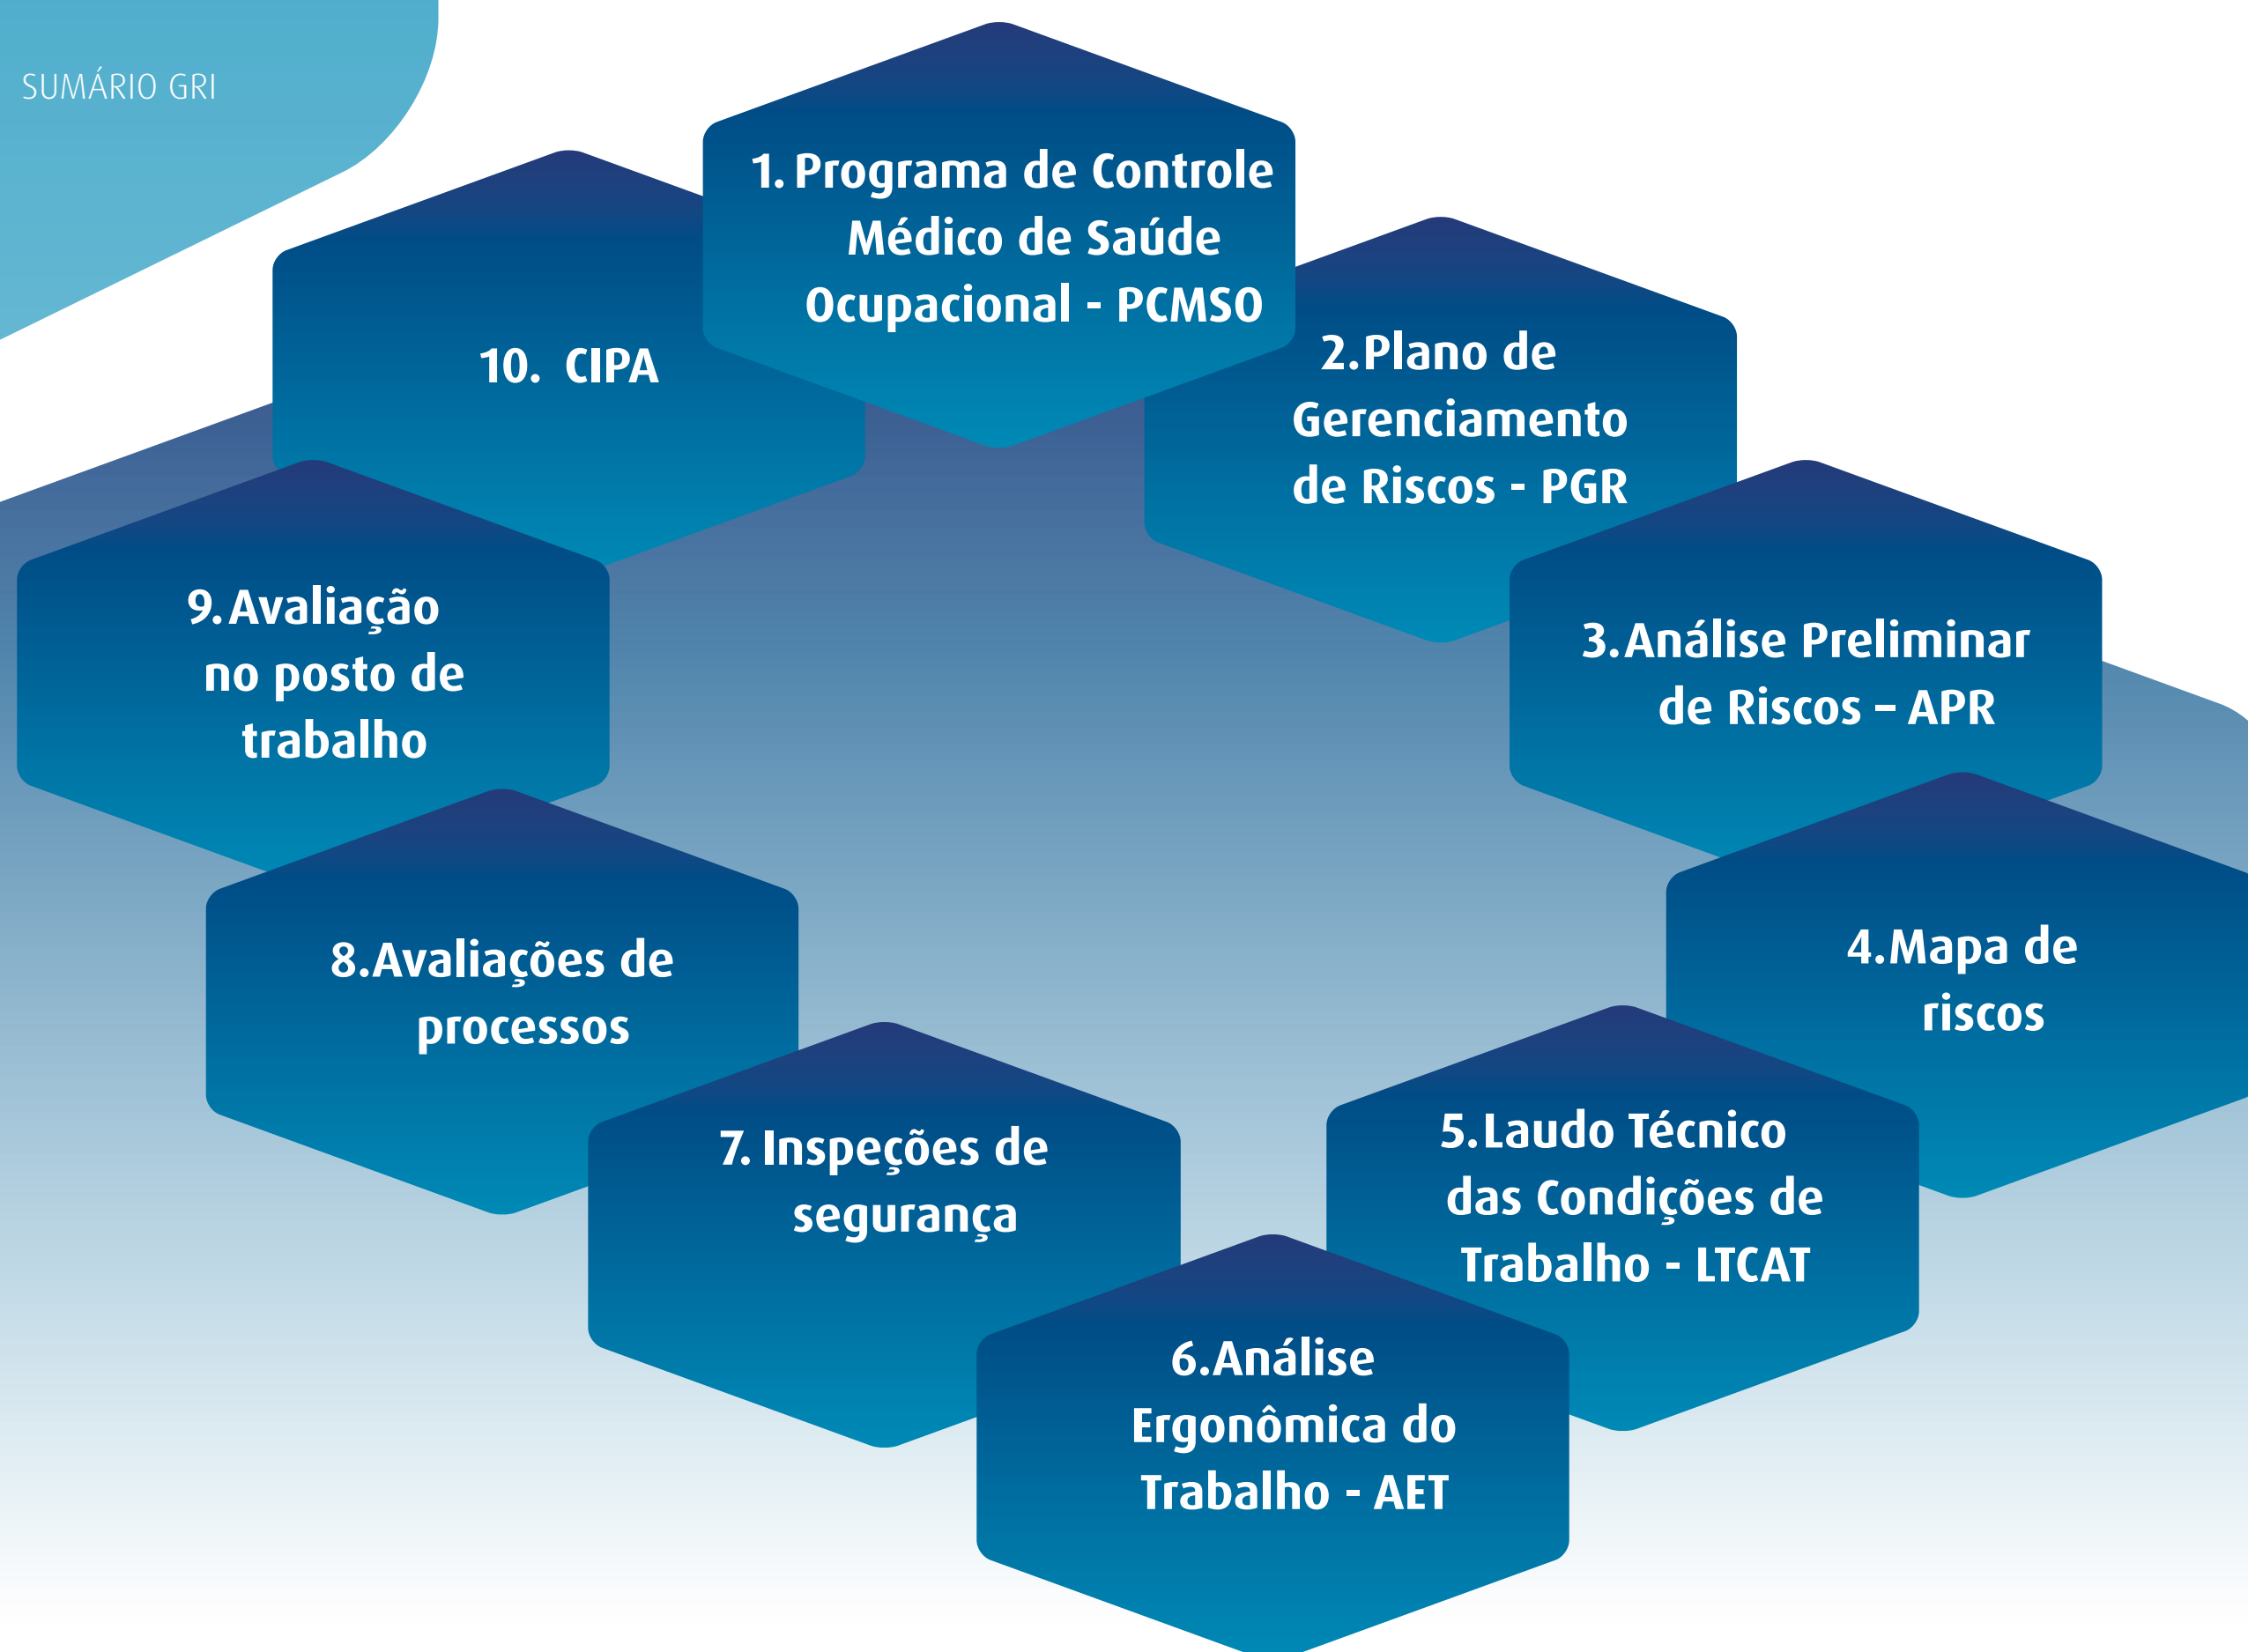 SUMÁRIO GRI
1. Programa de Controle
Médico de Saúde
Ocupacional - PCMSO
2. Plano de
Gerenciamento
de Riscos - PGR
3. Análise Preliminar
de Riscos – APR
4. Mapa de
riscos
5. Laudo Técnico
das Condições de
Trabalho - LTCAT
6. Análise
Ergonômica do
Trabalho - AET
7. Inspeções de
segurança
8. Avaliações de
processos
9. Avaliação
no posto de
trabalho
10. CIPA